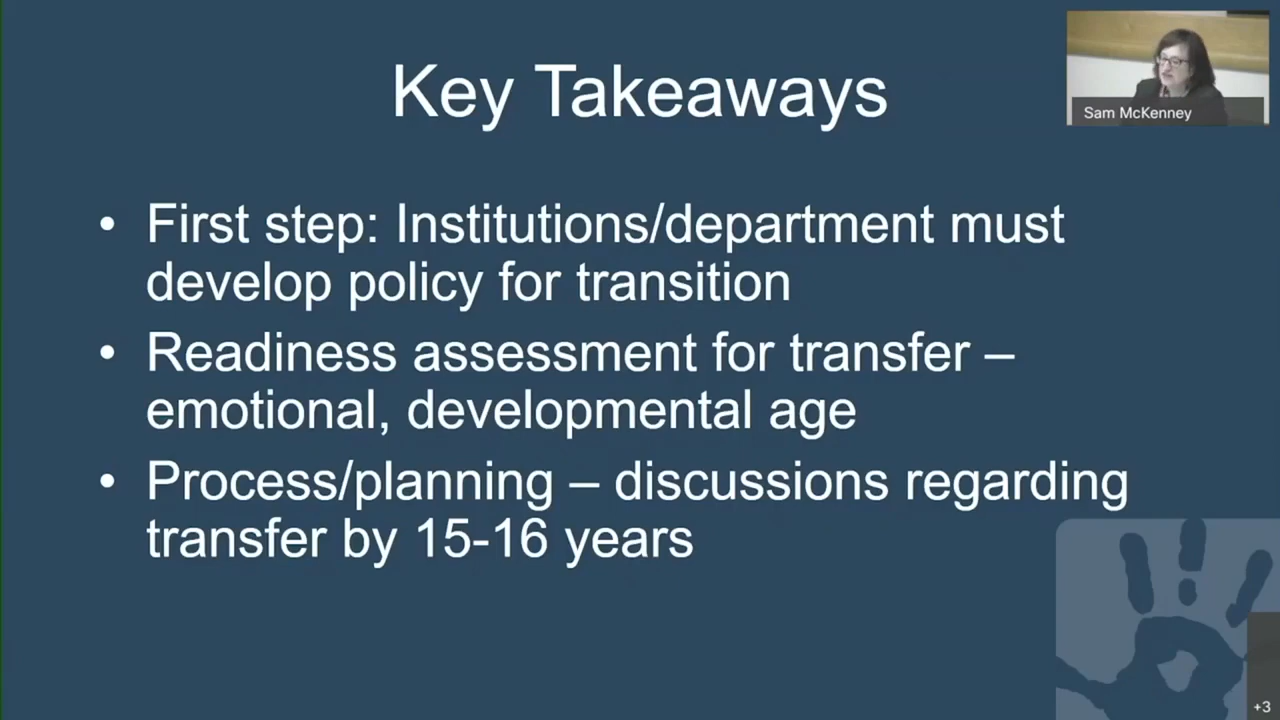 Key Takeaways
Sam McKenney
• First step: Institutions/department must
develop policy for transition
• Readiness assessment for transfer –
emotional, developmental age
• Process/planning – discussions regarding
transfer by 15-16 years
+3